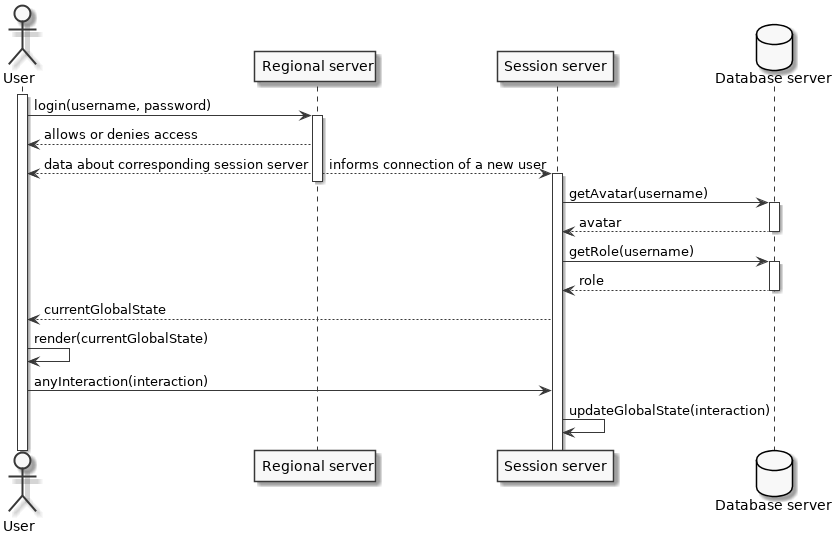 User
Regional server
Session server
Database server
login(username, password)
allows or denies access
data about corresponding session server
informs connection of a new user
getAvatar(username)
avatar
getRole(username)
role
currentGlobalState
render(currentGlobalState)
anyInteraction(interaction)
updateGlobalState(interaction)
User
Regional server
Session server
Database server